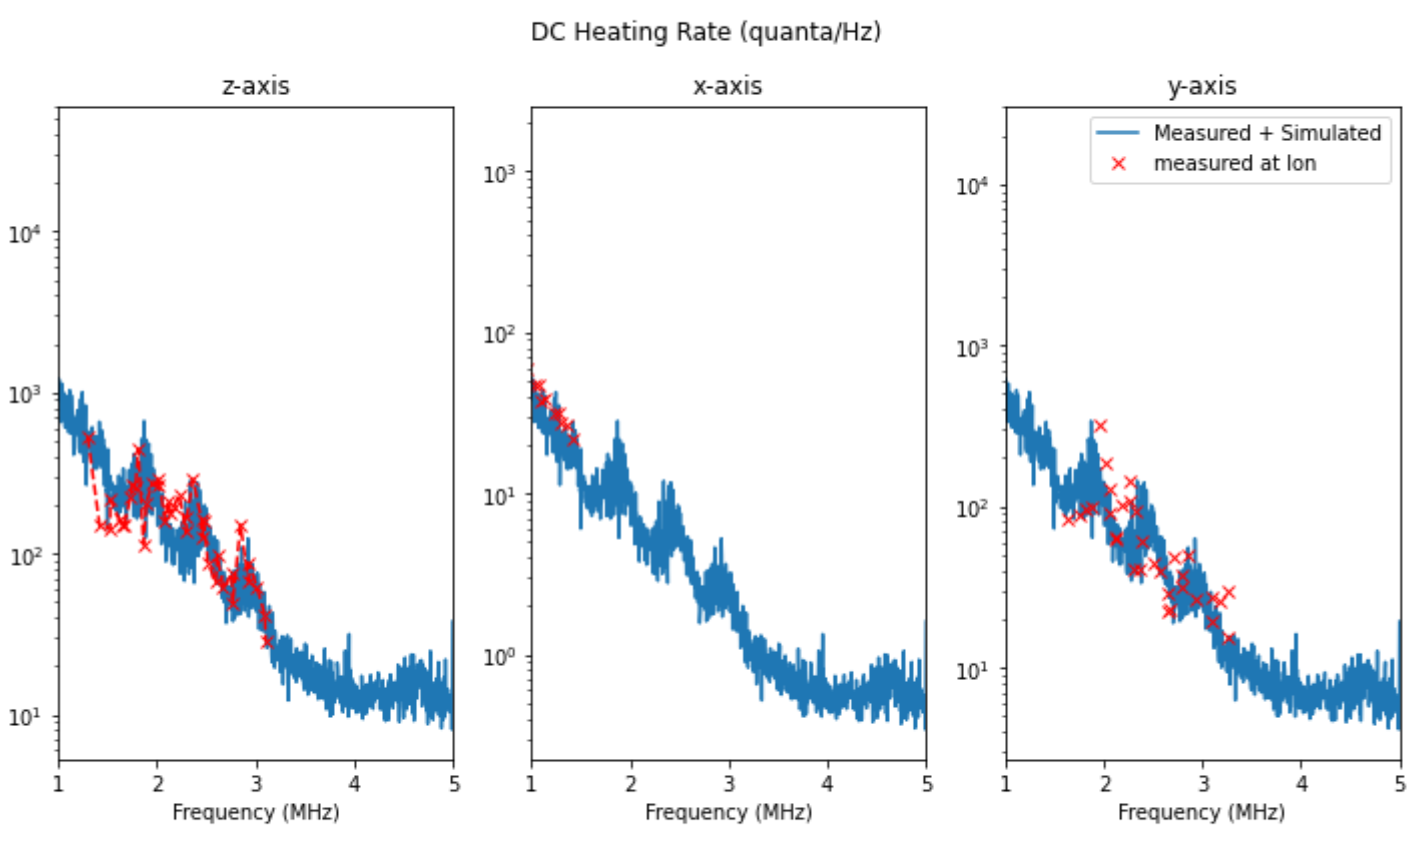 DC Heating Rate (quanta/Hz)
z-axis
10⁴
10³
10²
10¹
1 2 3 4 5
Frequency (MHz)
x-axis
10³
10²
10¹
10⁰
1 2 3 4 5
Frequency (MHz)
y-axis
Measured + Simulated
measured at Ion
10⁴
10³
10²
10¹
1 2 3 4 5
Frequency (MHz)